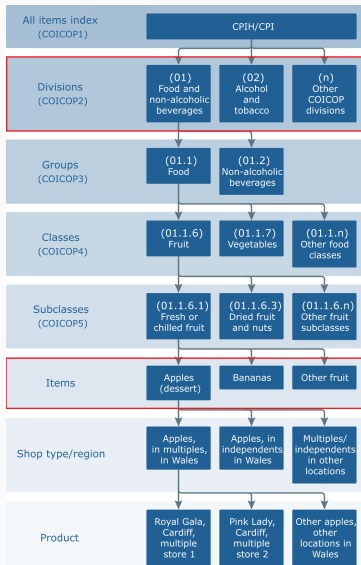 All items index
(COICOP1)
CPIH/CPI
Divisions
(COICOP2)
(01)
Food and
non-alcoholic
beverages
(02)
Alcohol
and
tobacco
(n)
Other
COICOP
divisions
Groups
(COICOP3)
(01.1)
Food
(01.2)
Non-alcoholic
beverages
Classes
(COICOP4)
(01.1.6)
Fruit
(01.1.7)
Vegetables
(01.1.n)
Other food
classes
Subclasses
(COICOP5)
(01.1.6.1)
Fresh or
chilled fruit
(01.1.6.3)
Dried fruit
and nuts
(01.1.6.n)
Other fruit
subclasses
Items
Apples
(dessert)
Bananas
Other fruit
Shop type/region
Apples,
in multiples,
in Wales
Apples, in
independents
in Wales
Multiples/
independents
in other
locations
Product
Royal Gala,
Cardiff,
multiple
store 1
Pink Lady,
Cardiff,
multiple
store 2
Other apples,
other
locations in
Wales